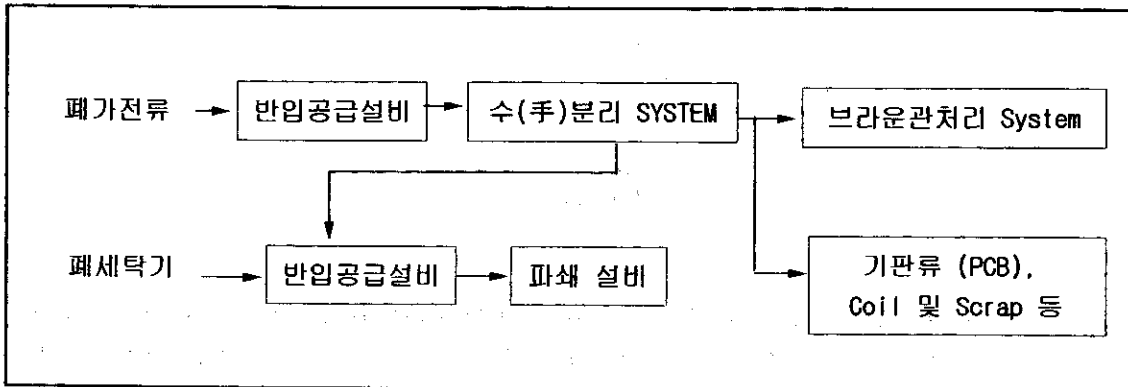 폐가전류
반입공급설비
수(手)분리 SYSTEM
브라운관처리 System
폐세탁기
반입공급설비
파쇄 설비
기판류 (PCB),
Coil 및 Scrap 등